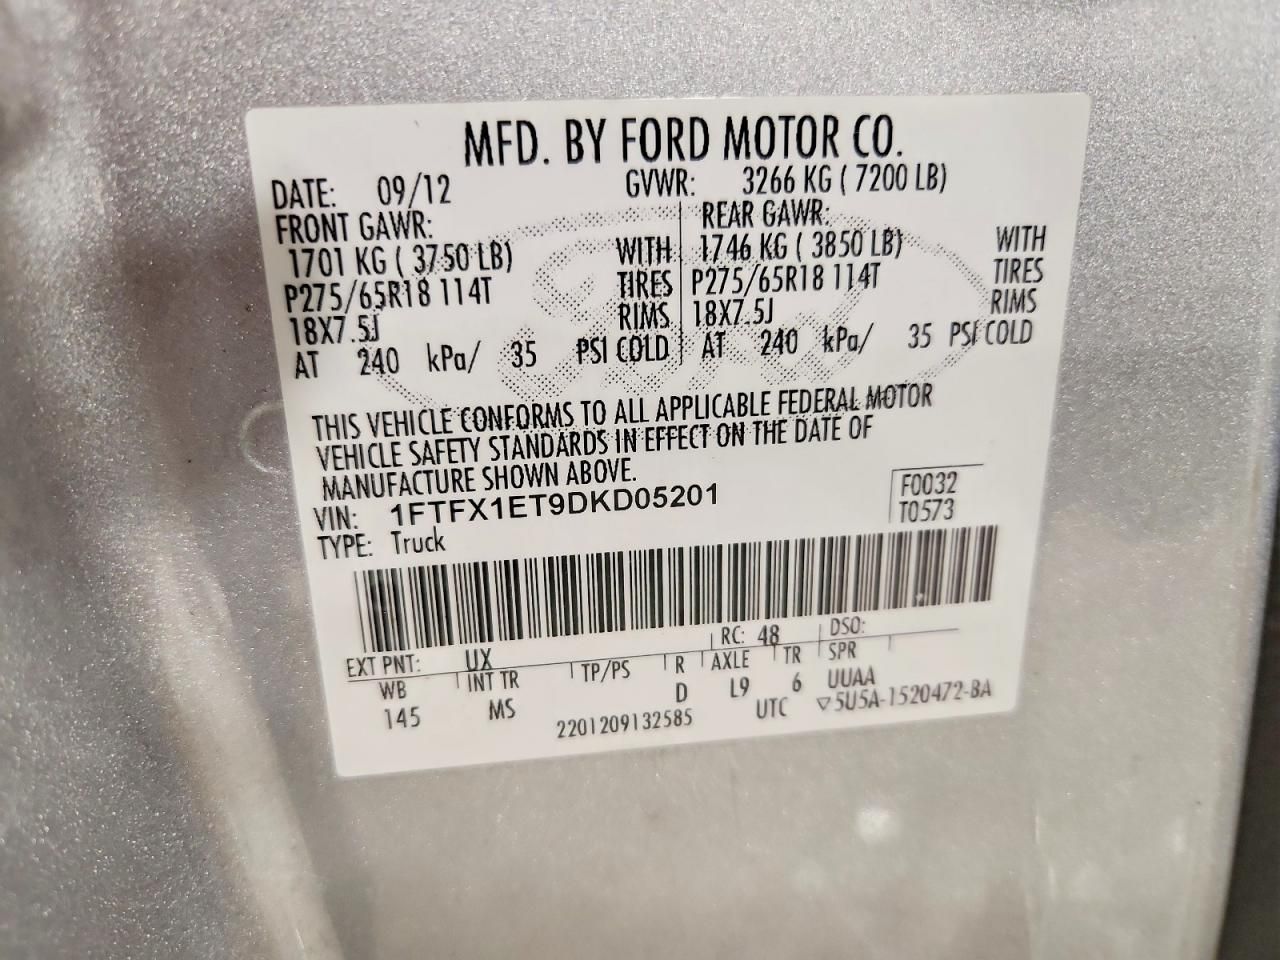 MFD. BY FORD MOTOR CO.
DATE: 09/12 GVWR: 3266 KG ( 7200 LB)
FRONT GAWR: REAR GAWR:
1701 KG ( 3750 LB) WITH 1746 KG ( 3850 LB) WITH
P275/65R18 114T TIRES P275/65R18 114T TIRES
18X7.5J RIMS 18X7.5J RIMS
AT 240 kPa/ 35 PSI COLD AT 240 kPa/ 35 PSI COLD
THIS VEHICLE CONFORMS TO ALL APPLICABLE FEDERAL MOTOR
VEHICLE SAFETY STANDARDS IN EFFECT ON THE DATE OF
MANUFACTURE SHOWN ABOVE.
VIN: 1FTFX1ET9DKD05201 F0032
TYPE: Truck T0573
EXT PNT: UX RC: 48 DSO:
WB INT TR TP/PS R AXLE TR SPR
145 MS D L9 6 UUAA
2201209132585 UTC ▽5U5A-1520472-BA